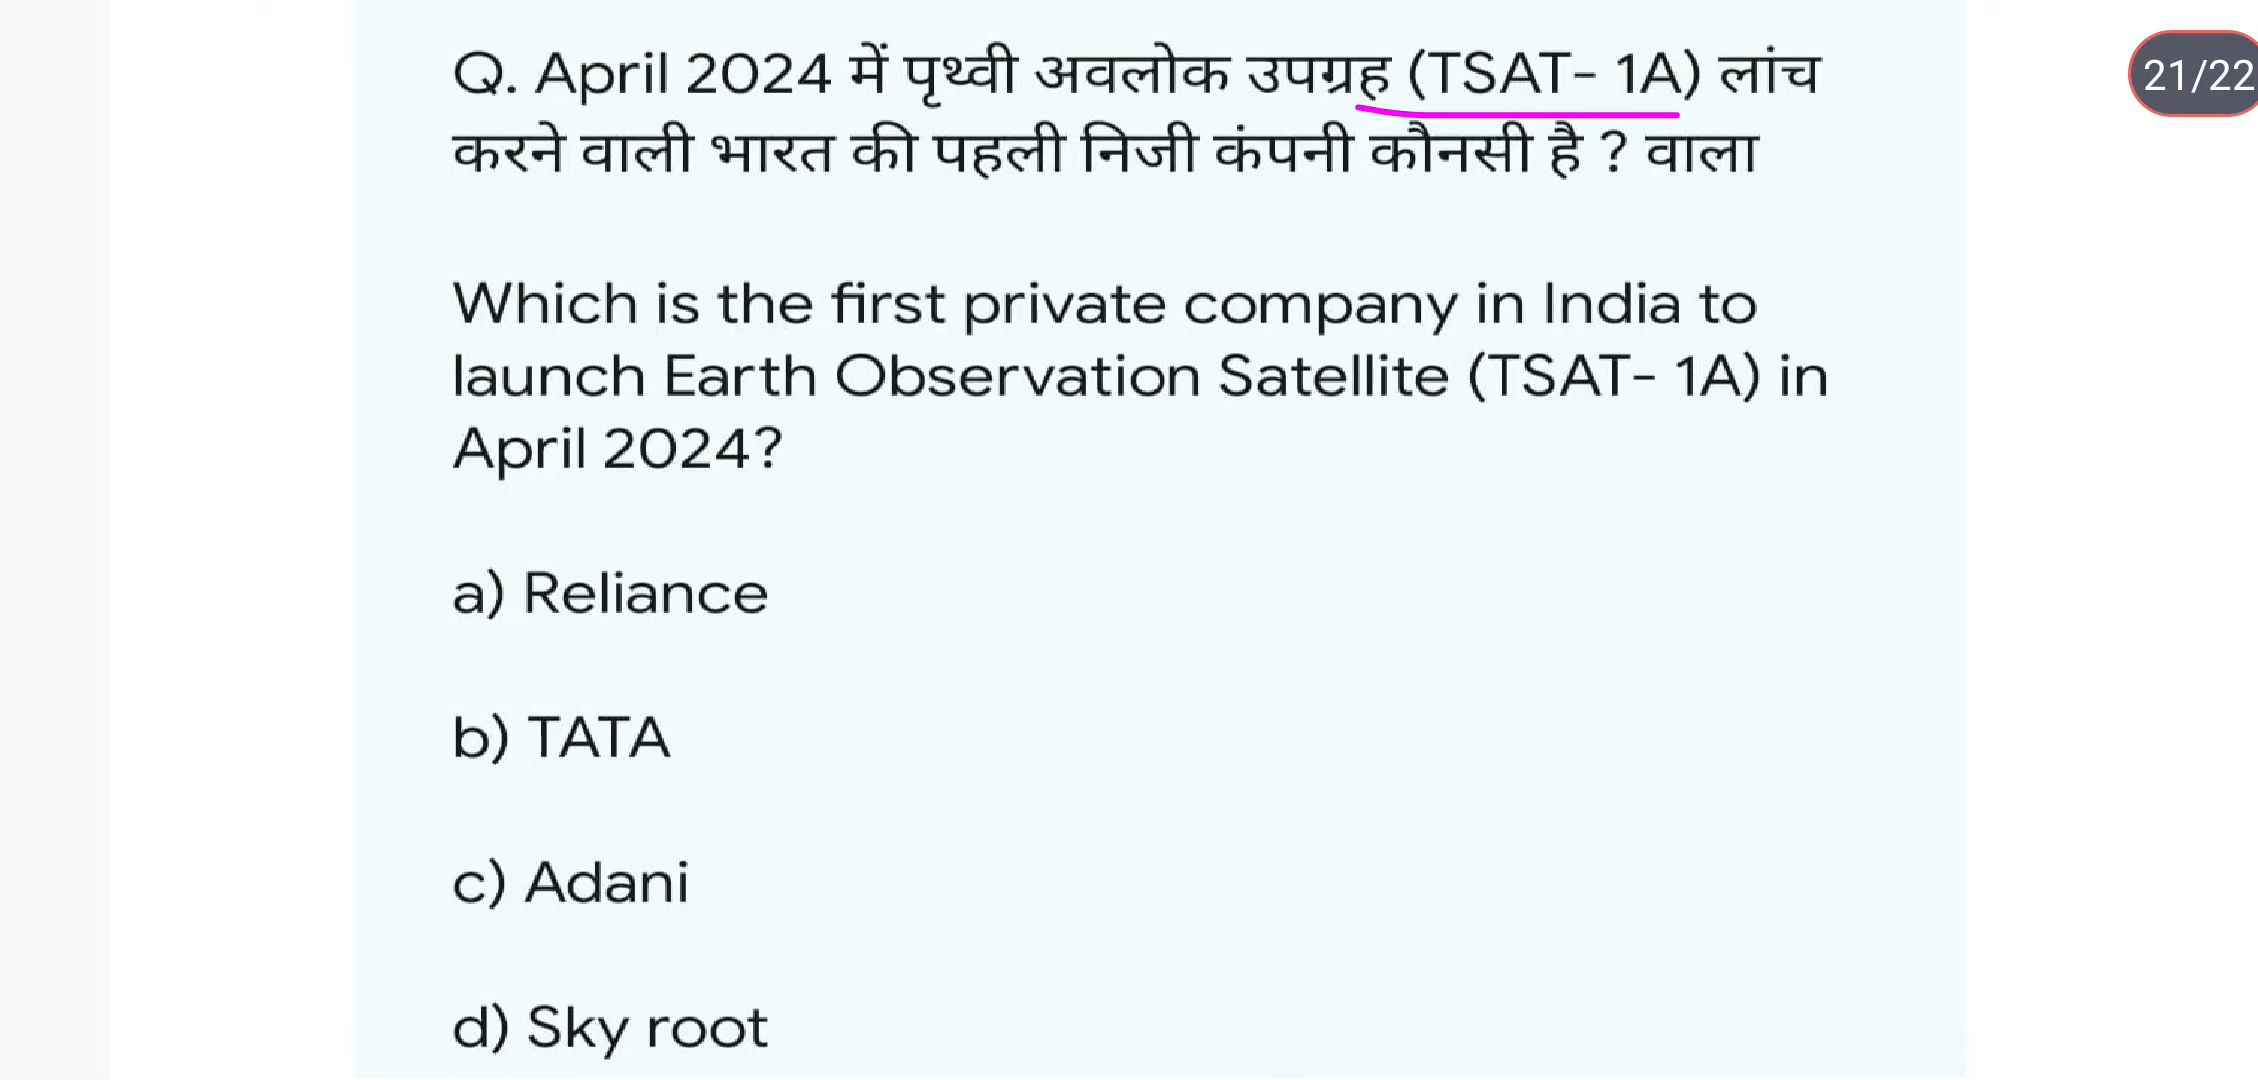 Q. April 2024 में पृथ्वी अवलोक उपग्रह (TSAT- 1A) लांच
करने वाली भारत की पहली निजी कंपनी कौनसी है ? वाला
21/22
Which is the first private company in India to
launch Earth Observation Satellite (TSAT- 1A) in
April 2024?
a) Reliance
b) TATA
c) Adani
d) Sky root